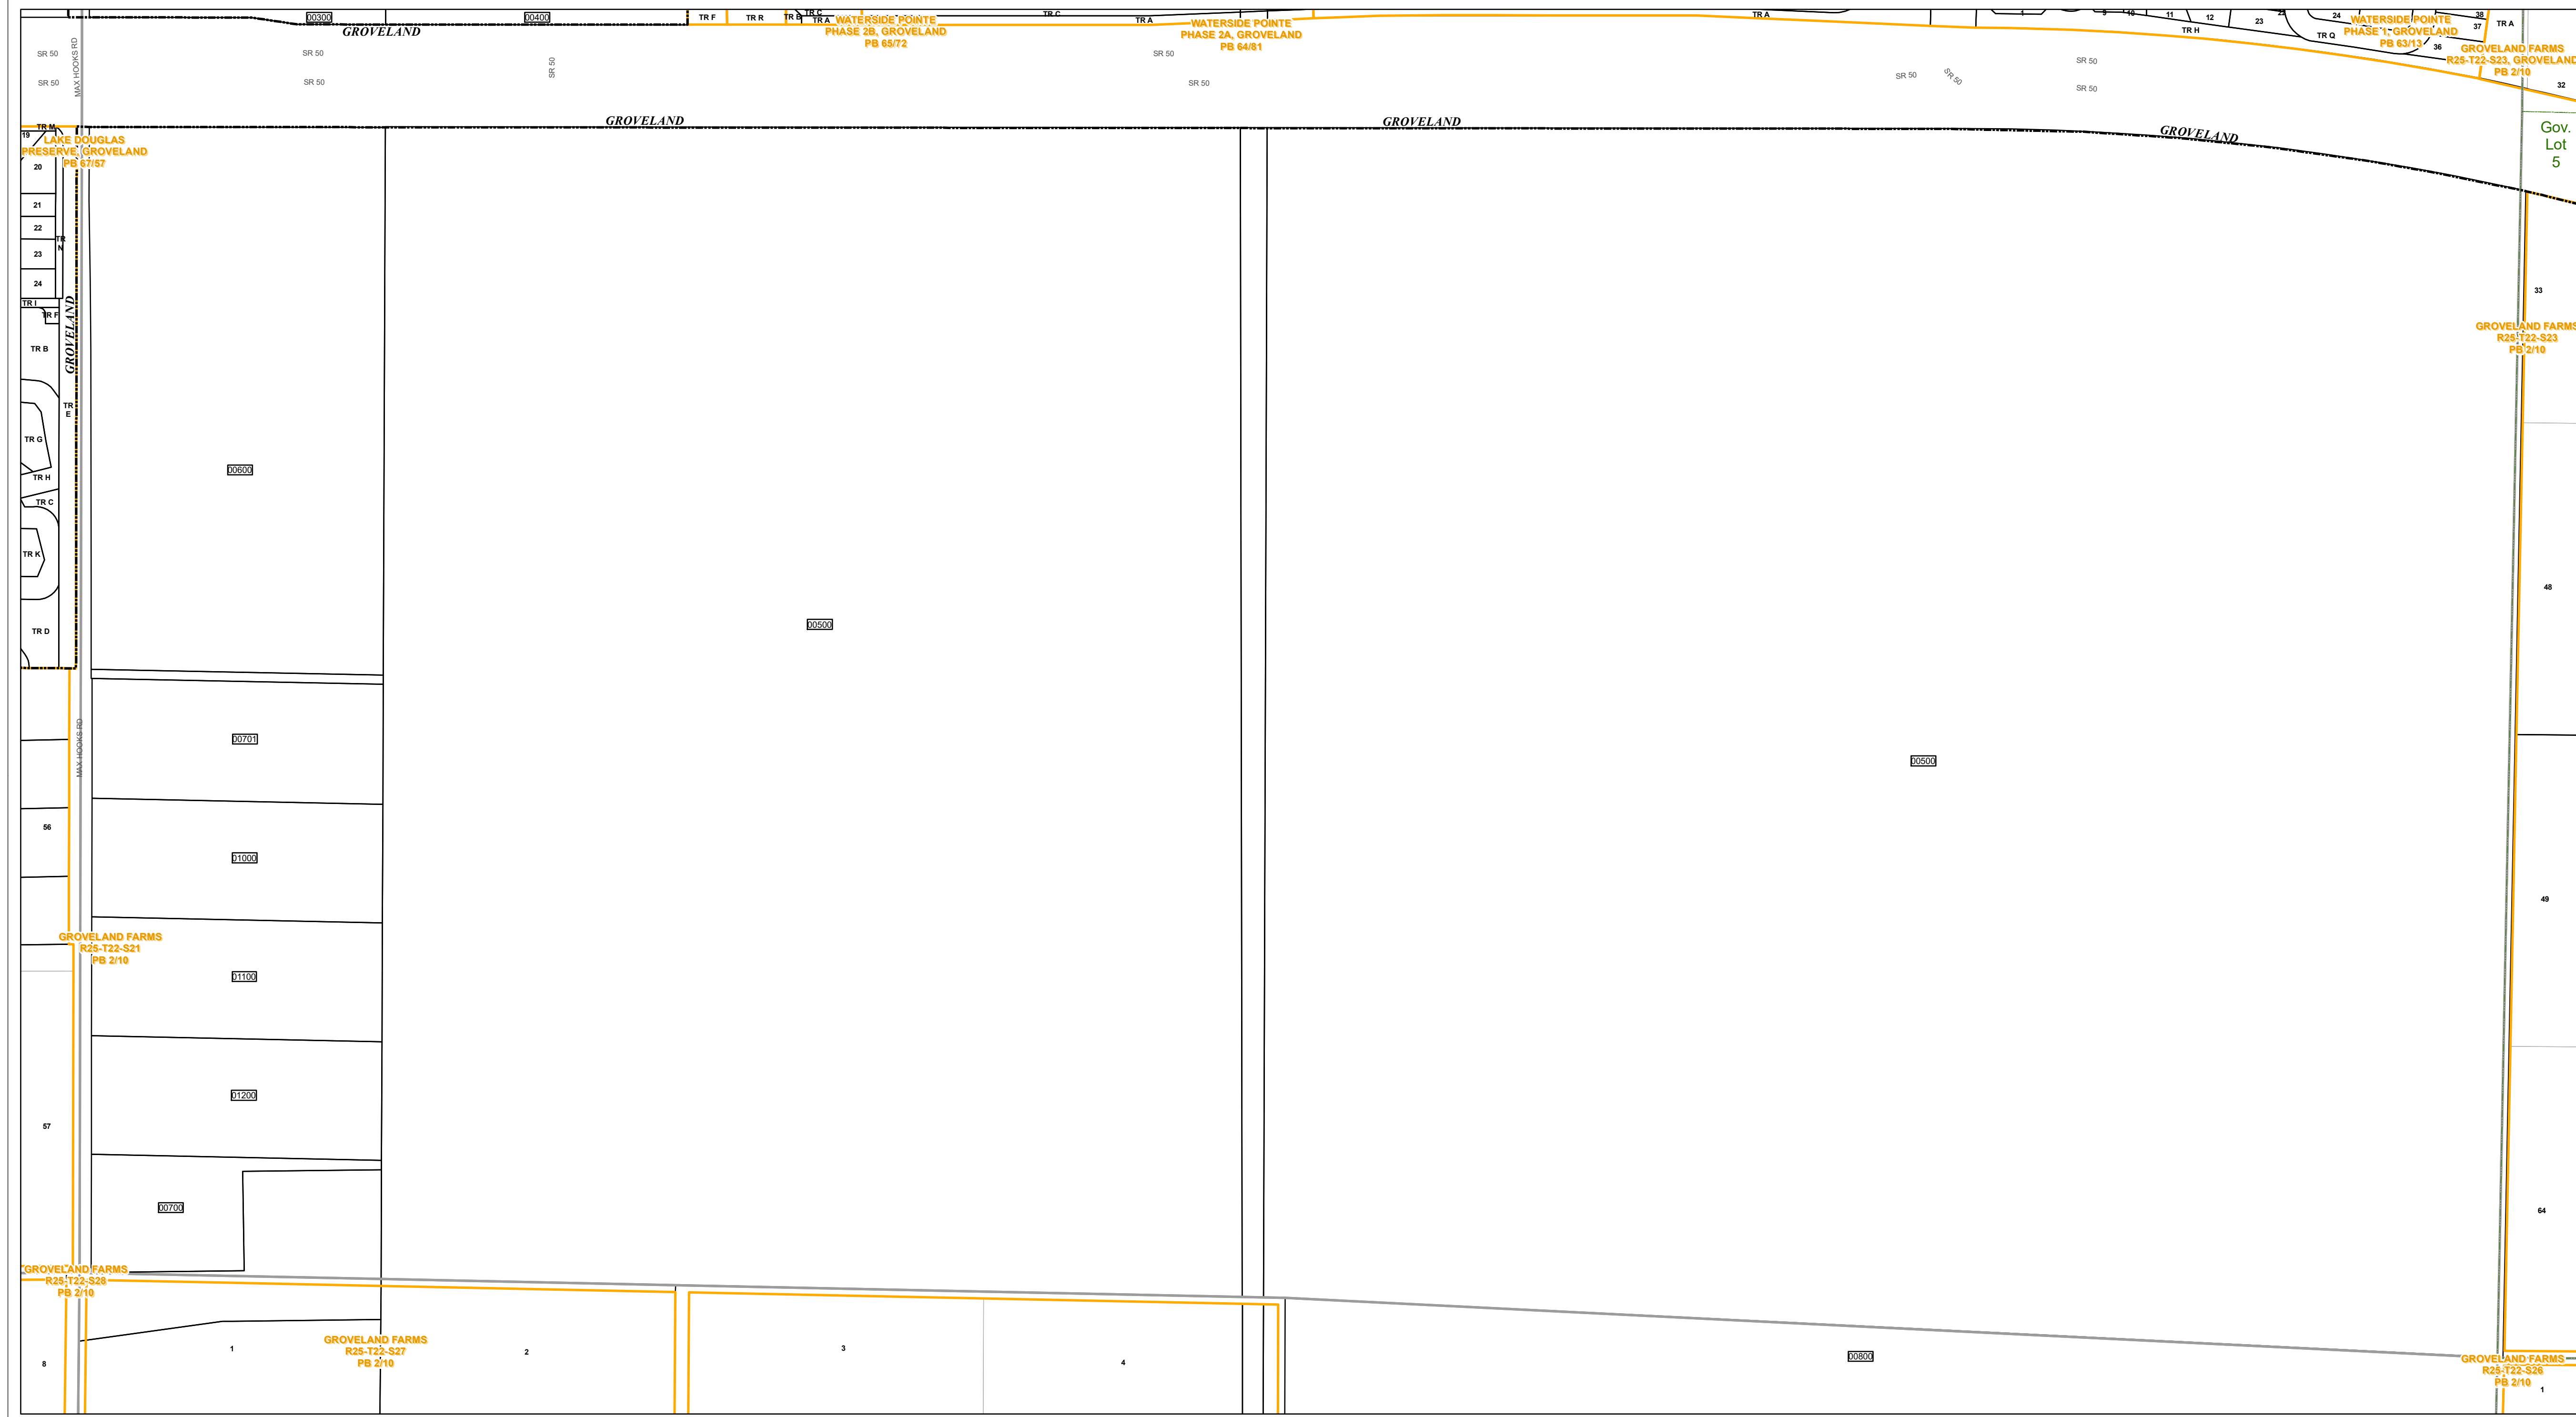 00300
00400
GROVELAND
TR F
TR R
TR B
TR C
TR A
WATERSIDE POINTE
PHASE 2B, GROVELAND
PB 65/72
TR C
TR A
WATERSIDE POINTE
PHASE 2A, GROVELAND
PB 64/81
TR A
1
9
10
11
12
23
25
24
TR H
TR Q
WATERSIDE POINTE
PHASE 1, GROVELAND
PB 63/13
38
37
36
TR A
GROVELAND FARMS
R25-T22-S23, GROVELAND
PB 2/10
32
SR 50
SR 50
MAX HOOKS RD
SR 50
SR 50
SR 50
SR 50
SR 50
SR 50
SR 50
SR 50
SR 50
GROVELAND
GROVELAND
GROVELAND
Gov.
Lot
5
19
TR M
LAKE DOUGLAS
PRESERVE, GROVELAND
PB 67/57
20
21
22
23
24
TR
N
TR I
TR F
TR B
GROVELAND
TR
E
TR G
TR H
TR C
TR K
TR D
00600
00500
00500
33
GROVELAND FARMS
R25-T22-S23
PB 2/10
48
49
64
00701
MAX HOOKS RD
01000
56
GROVELAND FARMS
R25-T22-S21
PB 2/10
01100
01200
57
00700
GROVELAND FARMS
R25-T22-S28
PB 2/10
8
1
GROVELAND FARMS
R25-T22-S27
PB 2/10
2
3
4
00800
GROVELAND FARMS
R25-T22-S26
PB 2/10
1